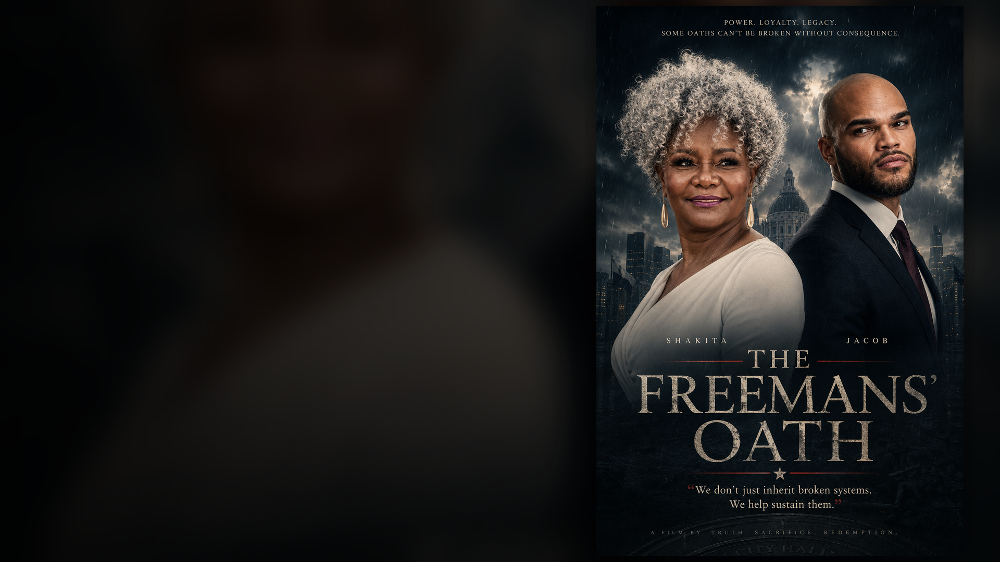 POWER. LOYALTY. LEGACY.
SOME OATHS CAN'T BE BROKEN WITHOUT CONSEQUENCE.
SHAKITA JACOB
THE
FREEMANS'
OATH
“We don't just inherit broken systems.
We help sustain them.”
A FILM BY TRUTH. SACRIFICE. REDEMPTION.
CITY HALL